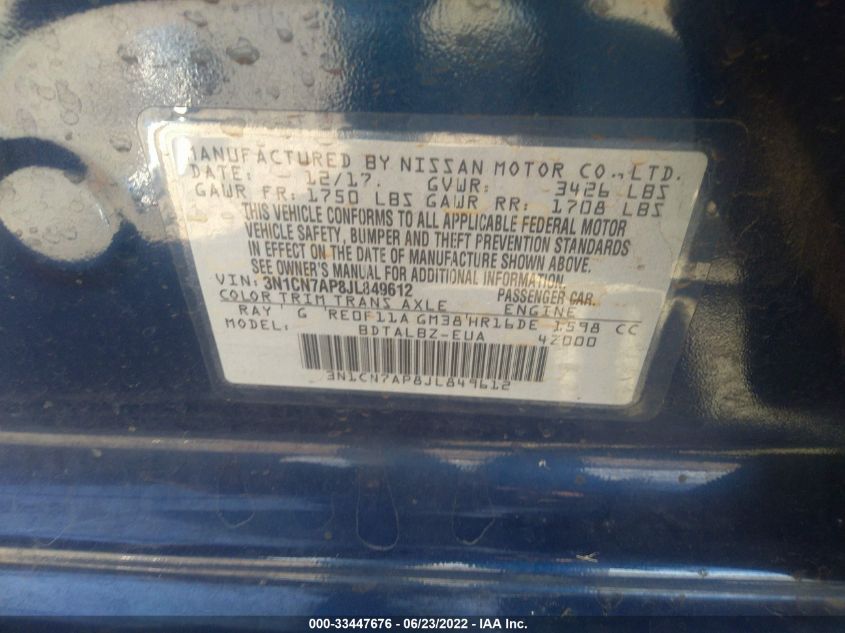 MANUFACTURED BY NISSAN MOTOR CO., LTD.
DATE: 12/17. GVWR: 3426 LBS
GAWR FR: 1750 LBS GAWR RR: 1708 LBS
THIS VEHICLE CONFORMS TO ALL APPLICABLE FEDERAL MOTOR
VEHICLE SAFETY, BUMPER AND THEFT PREVENTION STANDARDS
IN EFFECT ON THE DATE OF MANUFACTURE SHOWN ABOVE.
SEE OWNER'S MANUAL FOR ADDITIONAL INFORMATION.
VIN: 3N1CN7AP8JL849612 PASSENGER CAR.
COLOR TRIM TRANS AXLE ENGINE
RAY G RE0F11A GM38 HR16DE 1598 CC
MODEL: BDTALBZ-EUA 42000
3N1CN7AP8JL849612
000-33447676 - 06/23/2022 - IAA Inc.